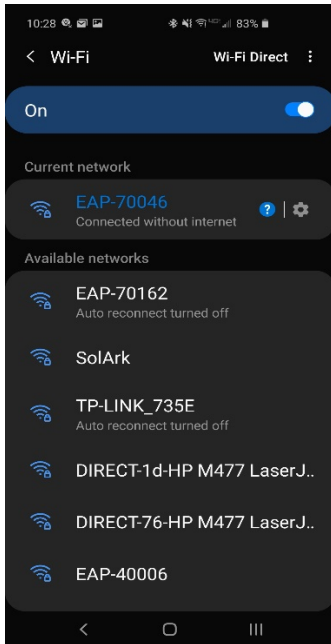 10:28 83%
Wi-Fi Wi-Fi Direct
On
Current network
EAP-70046
Connected without internet
Available networks
EAP-70162
Auto reconnect turned off
SolArk
TP-LINK_735E
Auto reconnect turned off
DIRECT-1d-HP M477 LaserJ..
DIRECT-76-HP M477 LaserJ..
EAP-40006